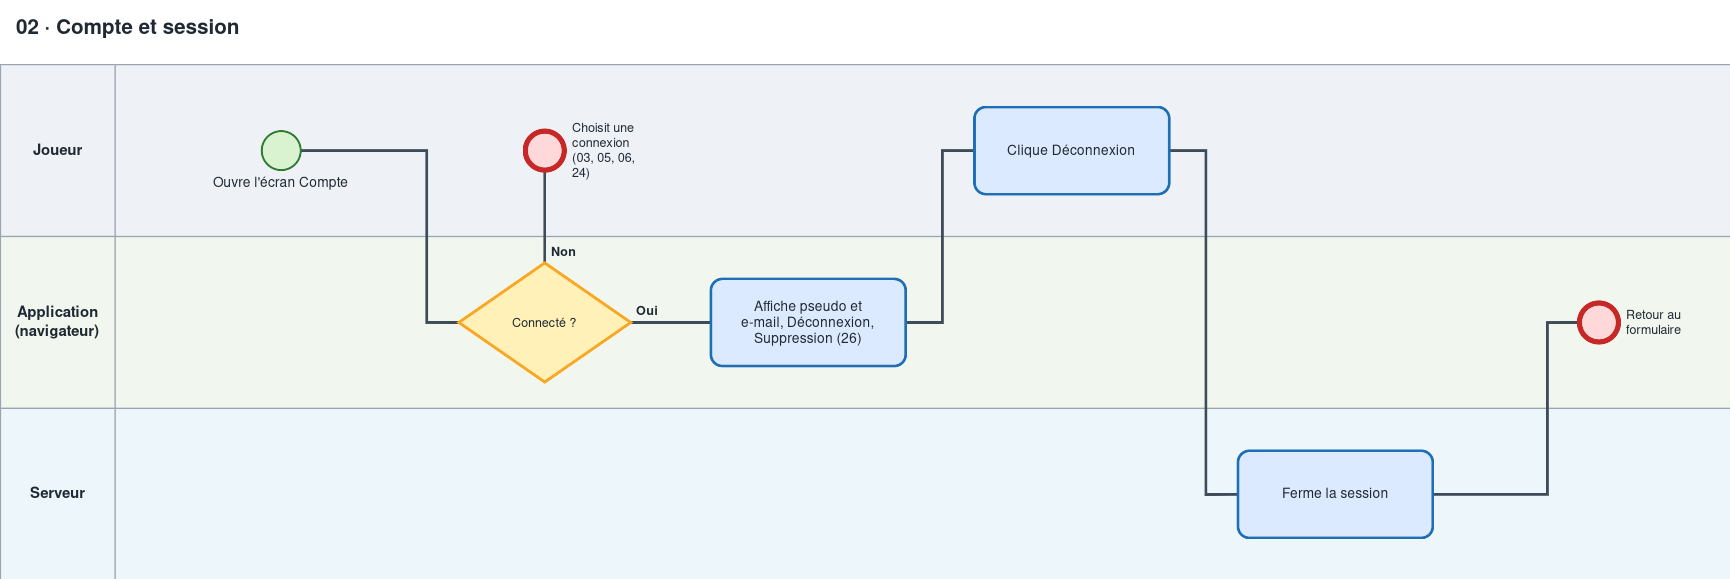 02 · Compte et session
Joueur
Ouvre l'écran Compte
Choisit une
connexion
(03, 05, 06,
24)
Clique Déconnexion
Application
(navigateur)
Non
Connecté ?
Oui
Affiche pseudo et
e-mail, Déconnexion,
Suppression (26)
Retour au
formulaire
Serveur
Ferme la session